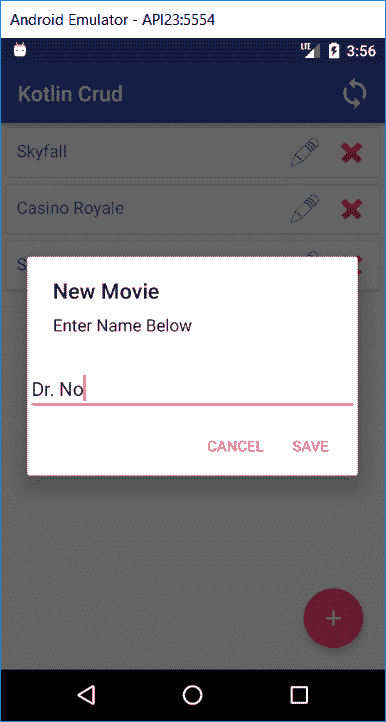 Android Emulator - API23:5554
LTE 3:56
Kotlin Crud
Skyfall
Casino Royale
S
New Movie
Enter Name Below
Dr. No
CANCEL SAVE
+